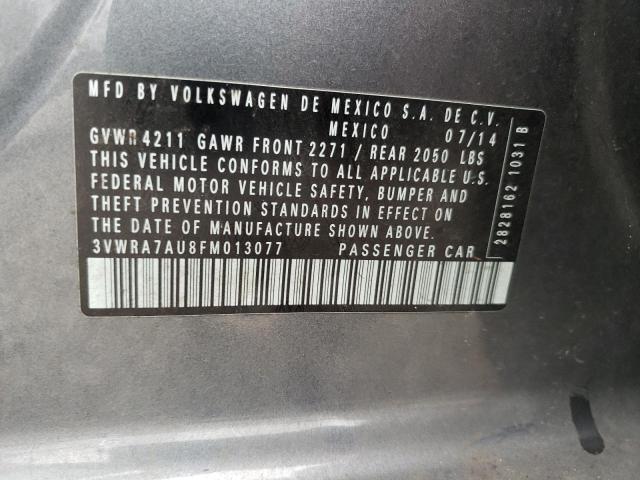 MFD BY VOLKSWAGEN DE MEXICO S.A. DE C.V.
MEXICO 07/14
GVWR 4211 GAWR FRONT 2271 / REAR 2050 LBS
THIS VEHICLE CONFORMS TO ALL APPLICABLE U.S.
FEDERAL MOTOR VEHICLE SAFETY, BUMPER AND
THEFT PREVENTION STANDARDS IN EFFECT ON
THE DATE OF MANUFACTURE SHOWN ABOVE.
3VWRA7AU8FM013077 PASSENGER CAR
2828162 1031 B